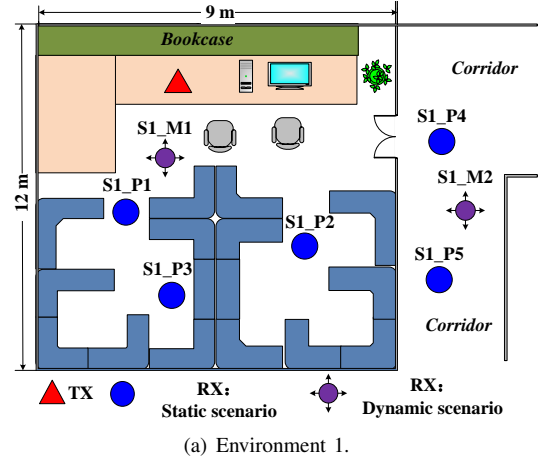 9 m
Bookcase
Corridor
S1_M1
S1_P4
12 m
S1_M2
S1_P1
S1_P2
S1_P3
S1_P5
Corridor
TX
RX:
Static scenario
RX:
Dynamic scenario
(a) Environment 1.